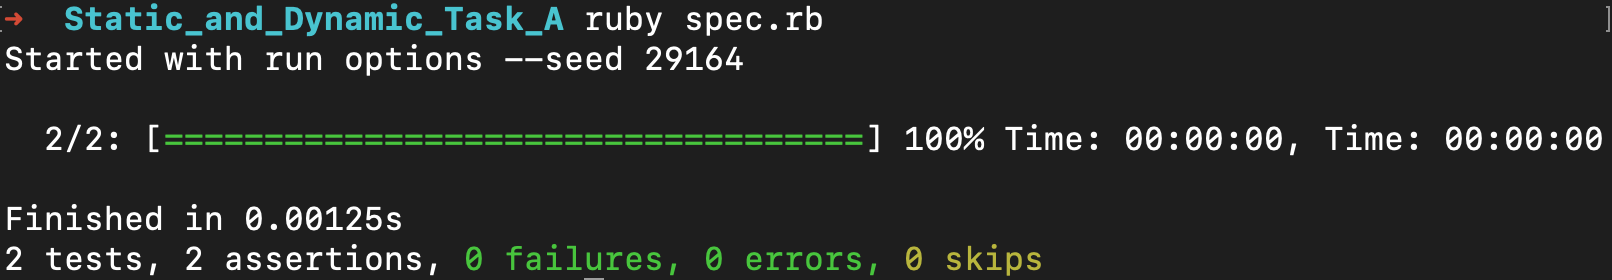 ➜ Static_and_Dynamic_Task_A ruby spec.rb
Started with run options --seed 29164
2/2: [===================================] 100% Time: 00:00:00, Time: 00:00:00
Finished in 0.00125s
2 tests, 2 assertions, 0 failures, 0 errors, 0 skips